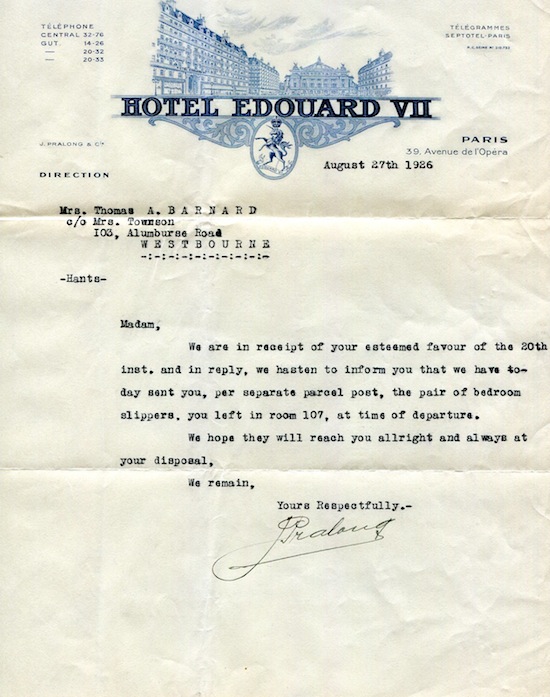 TÉLÉPHONE
CENTRAL 32-76
GUT. 14-26
— 20-32
— 20-33
TÉLÉGRAMMES
SEPTOTEL-PARIS
HOTEL EDOUARD VII
J. PRALONG & Cie
DIRECTION
PARIS
39, Avenue de l'Opéra
August 27th 1926
Mrs. Thomas A. BARNARD
c/o Mrs. Townson
103, Alumburse Road
WESTBOURNE
-:-:-:-:-:-:-:-:-:-
-Hants-
Madam,
We are in receipt of your esteemed favour of the 20th
inst. and in reply, we hasten to inform you that we have to-
day sent you, per separate parcel post, the pair of bedroom
slippers, you left in room 107, at time of departure.
We hope they will reach you allright and always at
your disposal,
We remain,
Yours Respectfully.-
JPralong